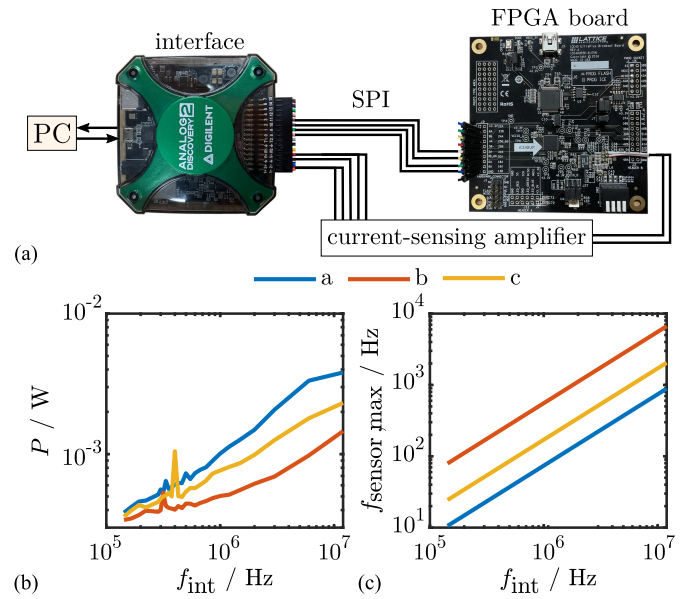 interface
FPGA board
PC
ANALOG
DISCOVERY 2
DIGILENT
SPI
LATTICE
current-sensing amplifier
(a)
a b c
P / W
10^-2
10^-3
10^5 10^6 10^7
f_int / Hz
(b)
f_sensor,max / Hz
10^4
10^3
10^2
10^1
10^5 10^6 10^7
f_int / Hz
(c)